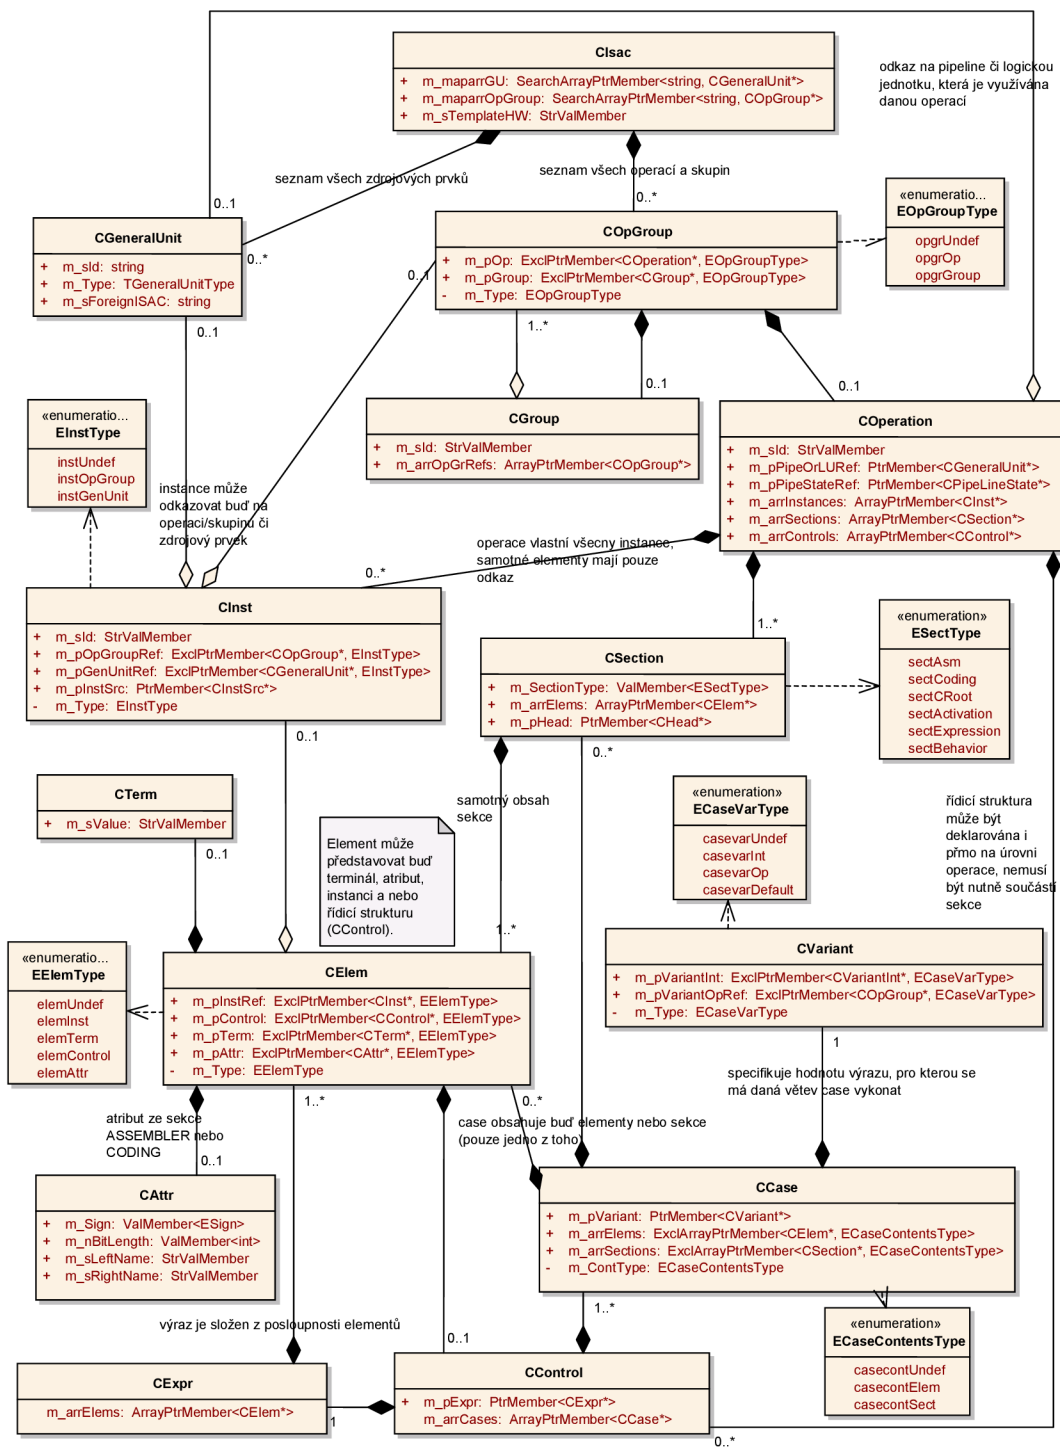 CIsac
+ m_maparrGU: SearchArrayPtrMember<string, CGeneralUnit*>
+ m_maparrOpGroup: SearchArrayPtrMember<string, COpGroup*>
+ m_sTemplateHW: StrValMember
odkaz na pipeline či logickou
jednotku, která je využívána
danou operací
seznam všech zdrojových prvků
seznam všech operací a skupin
0..1
0..*
0..*
CGeneralUnit
+ m_sId: string
+ m_Type: TGeneralUnitType
+ m_sForeignISAC: string
0..1
COpGroup
+ m_pOp: ExclPtrMember<COperation*, EOpGroupType>
+ m_pGroup: ExclPtrMember<CGroup*, EOpGroupType>
- m_Type: EOpGroupType
0..1
1..*
0..1
0..1
«enumeratio...
EOpGroupType
opgrUndef
opgrOp
opgrGroup
«enumeratio...
EInstType
instUndef
instOpGroup
instGenUnit
CGroup
+ m_sId: StrValMember
+ m_arrOpGrRefs: ArrayPtrMember<COpGroup*>
COperation
+ m_sId: StrValMember
+ m_pPipeOrLURef: PtrMember<CGeneralUnit*>
+ m_pPipeStateRef: PtrMember<CPipeLineState*>
+ m_arrInstances: ArrayPtrMember<CInst*>
+ m_arrSections: ArrayPtrMember<CSection*>
+ m_arrControls: ArrayPtrMember<CControl*>
instance může
odkazovat buď na
operaci/skupinu či
zdrojový prvek
operace vlastní všecny instance,
samotné elementy mají pouze
odkaz
0..*
1..*
CInst
+ m_sId: StrValMember
+ m_pOpGroupRef: ExclPtrMember<COpGroup*, EInstType>
+ m_pGenUnitRef: ExclPtrMember<CGeneralUnit*, EInstType>
+ m_pInstSrc: PtrMember<CInstSrc*>
- m_Type: EInstType
0..1
CSection
+ m_SectionType: ValMember<ESectType>
+ m_arrElems: ArrayPtrMember<CElem*>
+ m_pHead: PtrMember<CHead*>
0..*
«enumeration»
ESectType
sectAsm
sectCoding
sectCRoot
sectActivation
sectExpression
sectBehavior
CTerm
+ m_sValue: StrValMember
0..1
Element může
představovat buď
terminál, atribut,
instanci a nebo
řídicí strukturu
(CControl).
samotný obsah
sekce
1..*
«enumeration»
ECaseVarType
casevarUndef
casevarInt
casevarOp
casevarDefault
řídicí struktura
může být
deklarována i
přmo na úrovni
operace, nemusí
být nutně součástí
sekce
«enumeratio...
EElemType
elemUndef
elemInst
elemTerm
elemControl
elemAttr
CElem
+ m_pInstRef: ExclPtrMember<CInst*, EElemType>
+ m_pControl: ExclPtrMember<CControl*, EElemType>
+ m_pTerm: ExclPtrMember<CTerm*, EElemType>
+ m_pAttr: ExclPtrMember<CAttr*, EElemType>
- m_Type: EElemType
CVariant
+ m_pVariantInt: ExclPtrMember<CVariantInt*, ECaseVarType>
+ m_pVariantOpRef: ExclPtrMember<COpGroup*, ECaseVarType>
- m_Type: ECaseVarType
1
specifikuje hodnotu výrazu, pro kterou se
má daná větev case vykonat
1..*
0..*
atribut ze sekce
ASSEMBLER nebo
CODING
0..1
case obsahuje buď elementy nebo sekce
(pouze jedno z toho)
CAttr
+ m_Sign: ValMember<ESign>
+ m_nBitLength: ValMember<int>
+ m_sLeftName: StrValMember
+ m_sRightName: StrValMember
CCase
+ m_pVariant: PtrMember<CVariant*>
+ m_arrElems: ExclArrayPtrMember<CElem*, ECaseContentsType>
+ m_arrSections: ExclArrayPtrMember<CSection*, ECaseContentsType>
- m_ContType: ECaseContentsType
1..*
výraz je složen z posloupnosti elementů
0..1
«enumeration»
ECaseContentsType
casecontUndef
casecontElem
casecontSect
CExpr
m_arrElems: ArrayPtrMember<CElem*>
1
CControl
+ m_pExpr: PtrMember<CExpr*>
m_arrCases: ArrayPtrMember<CCase*>
0..*